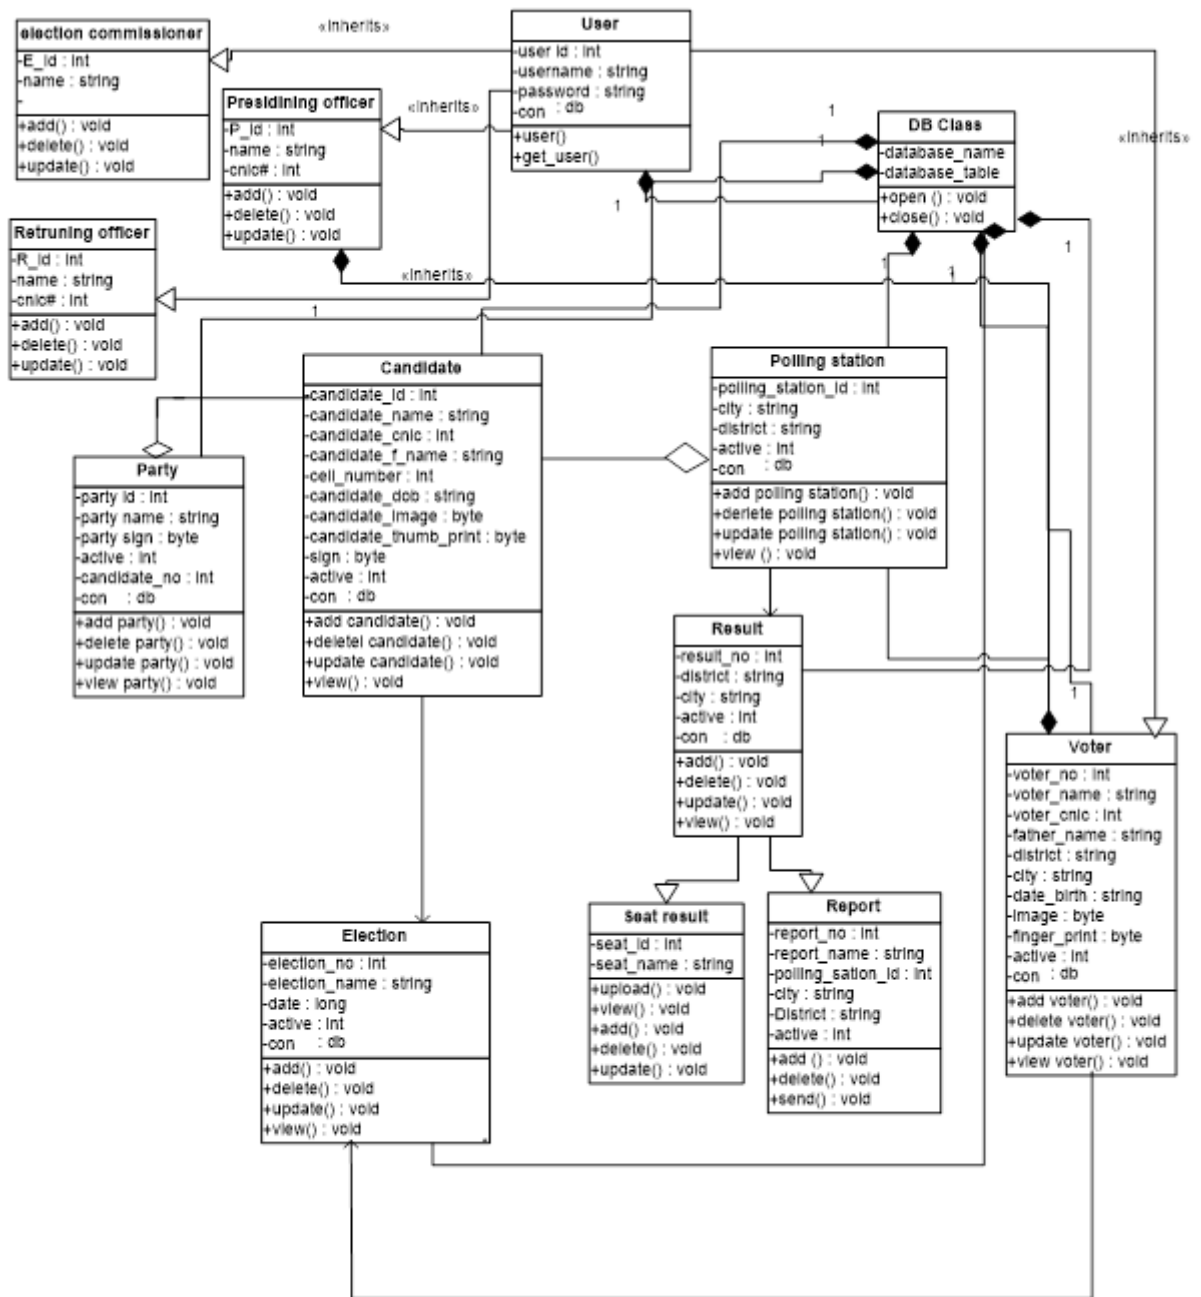 election commissioner
-E_id : int
-name : string
-
+add() : void
+delete() : void
+update() : void
«Inherits»
User
-user id : int
-username : string
-password : string
-con : db
+user()
+get_user()
Presidining officer
-P_id : int
-name : string
-cnic# : int
+add() : void
+delete() : void
+update() : void
«Inherits»
1
1
DB Class
-database_name
-database_table
+open () : void
+close() : void
«Inherits»
Retruning officer
-R_id : int
-name : string
-cnic# : int
+add() : void
+delete() : void
+update() : void
«Inherits»
1
1
1
1
1
Candidate
-candidate_id : int
-candidate_name : string
-candidate_cnic : int
-candidate_f_name : string
-cell_number : int
-candidate_dob : string
-candidate_image : byte
-candidate_thumb_print : byte
-sign : byte
-active : int
-con : db
+add candidate() : void
+deletel candidate() : void
+update candidate() : void
+view() : void
Polling station
-polling_station_id : int
-city : string
-district : string
-active : int
-con : db
+add polling station() : void
+derlete polling station() : void
+update polling station() : void
+view () : void
Party
-party id : int
-party name : string
-party sign : byte
-active : int
-candidate_no : int
-con : db
+add party() : void
+delete party() : void
+update party() : void
+view party() : void
Result
-result_no : int
-district : string
-city : string
-active : int
-con : db
+add() : void
+delete() : void
+update() : void
+view() : void
1
Voter
-voter_no : int
-voter_name : string
-voter_cnic : int
-father_name : string
-district : string
-city : string
-date_birth : string
-image : byte
-finger_print : byte
-active : int
-con : db
+add voter() : void
+delete voter() : void
+update voter() : void
+view voter() : void
Seat result
-seat_id : int
-seat_name : string
+upload() : void
+view() : void
+add() : void
+delete() : void
+update() : void
Report
-report_no : int
-report_name : string
-polling_sation_id : int
-city : string
-District : string
-active : int
+add () : void
+delete() : void
+send() : void
Election
-election_no : int
-election_name : string
-date : long
-active : int
-con : db
+add() : void
+delete() : void
+update() : void
+view() : void